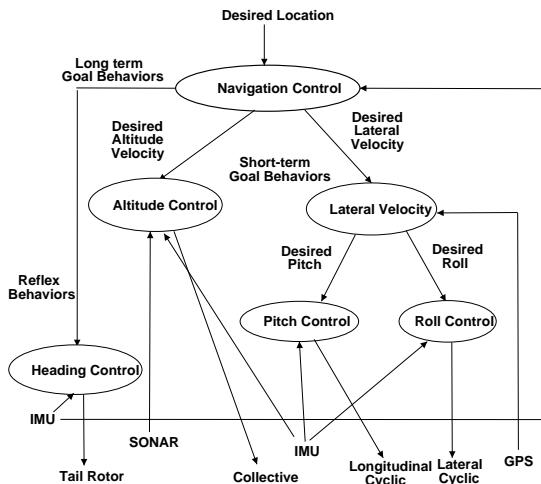 Desired Location
Long term
Goal Behaviors
Navigation Control
Desired
Altitude
Velocity
Desired
Lateral
Velocity
Short-term
Goal Behaviors
Altitude Control
Lateral Velocity
Desired
Pitch
Desired
Roll
Reflex
Behaviors
Pitch Control
Roll Control
Heading Control
IMU
SONAR
IMU
GPS
Tail Rotor
Collective
Longitudinal
Cyclic
Lateral
Cyclic